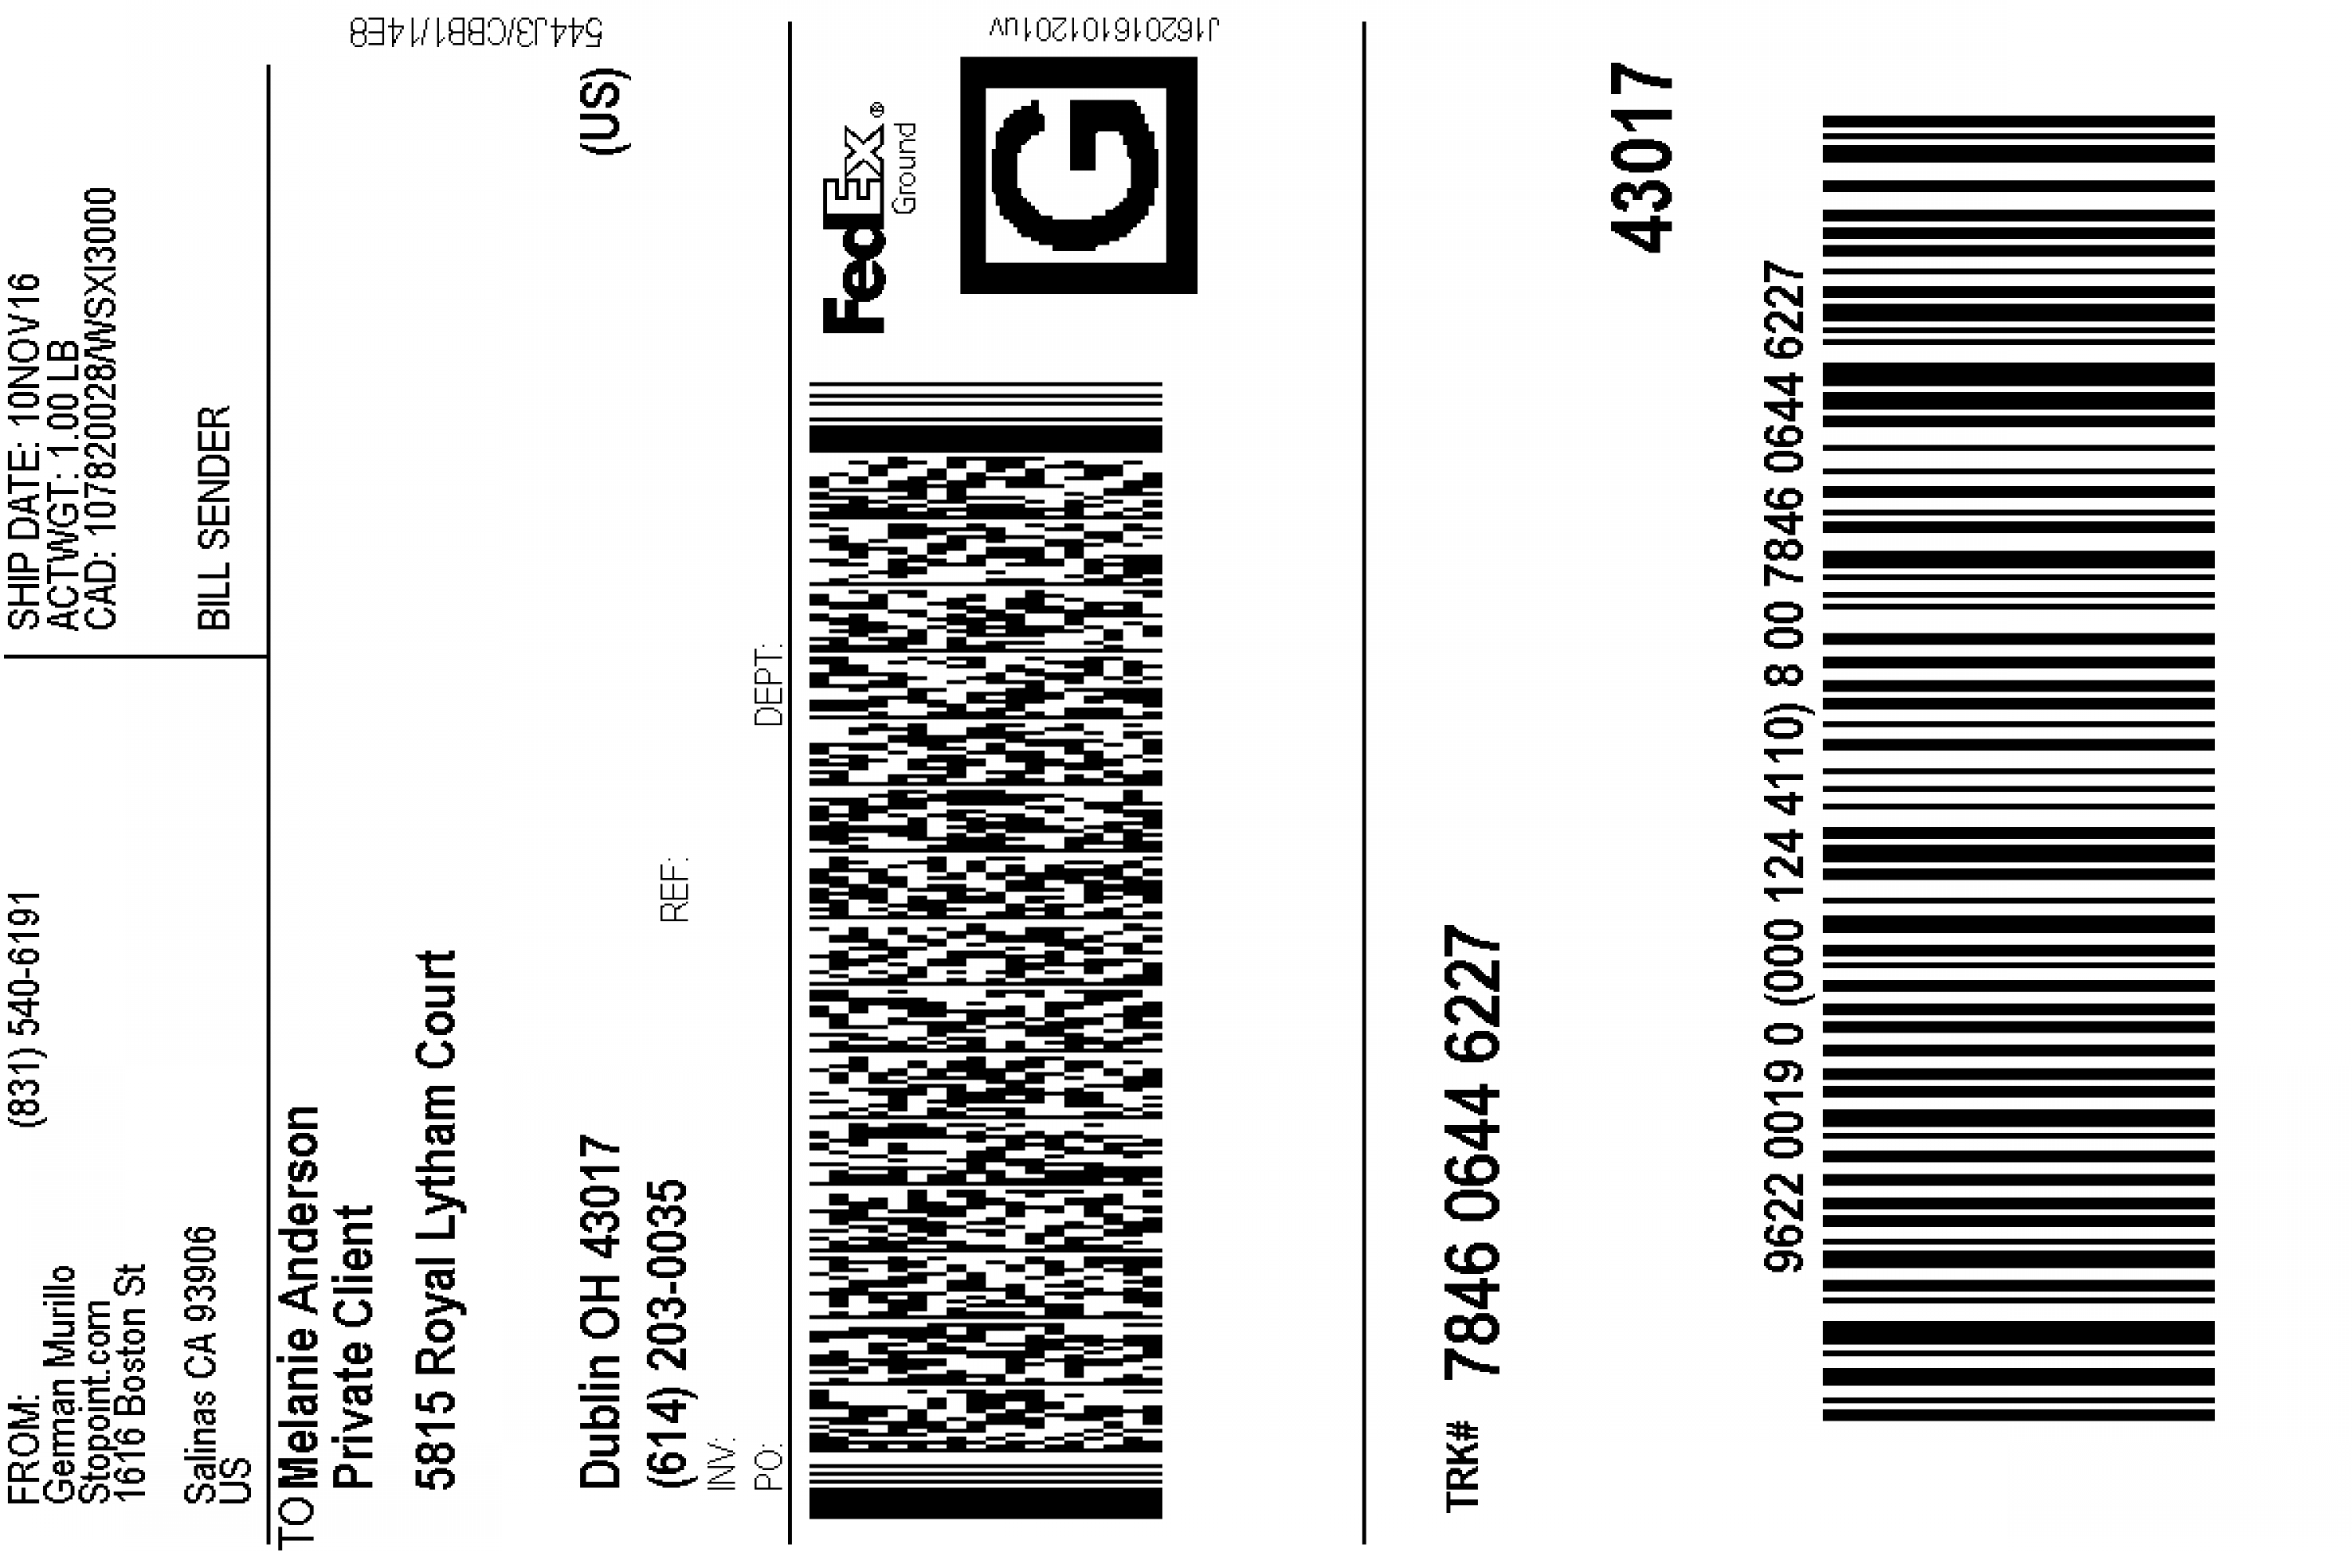 FROM:
(831) 540-6191
German Murillo
Stopoint.com
1616 Boston St
Salinas CA 93906
US
SHIP DATE: 10NOV16
ACTWGT: 1.00 LB
CAD: 107820028/WSXI3000
BILL SENDER
TO Melanie Anderson
Private Client
5815 Royal Lytham Court
Dublin OH 43017
(US)
(614) 203-0035
REF:
INV:
PO:
DEPT:
544J3/CBB1/14E8
FedEx®
Ground
G
J162016101201uv
TRK# 7846 0644 6227
43017
9622 0019 0 (000 124 4110) 8 00 7846 0644 6227